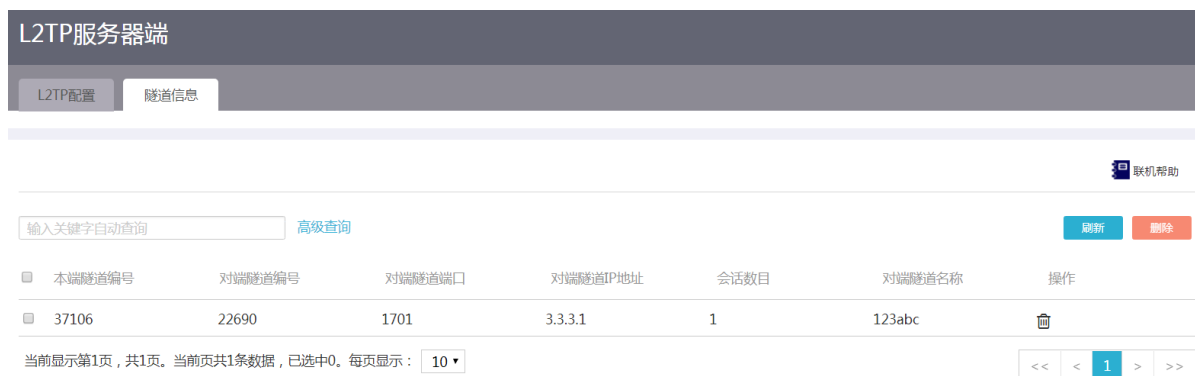 L2TP服务器端
L2TP配置 隧道信息
联机帮助
输入关键字自动查询 高级查询 刷新 删除
本端隧道编号 对端隧道编号 对端隧道端口 对端隧道IP地址 会话数目 对端隧道名称 操作
37106 22690 1701 3.3.3.1 1 123abc
当前显示第1页，共1页。当前页共1条数据，已选中0。每页显示： 10 << < 1 > >>